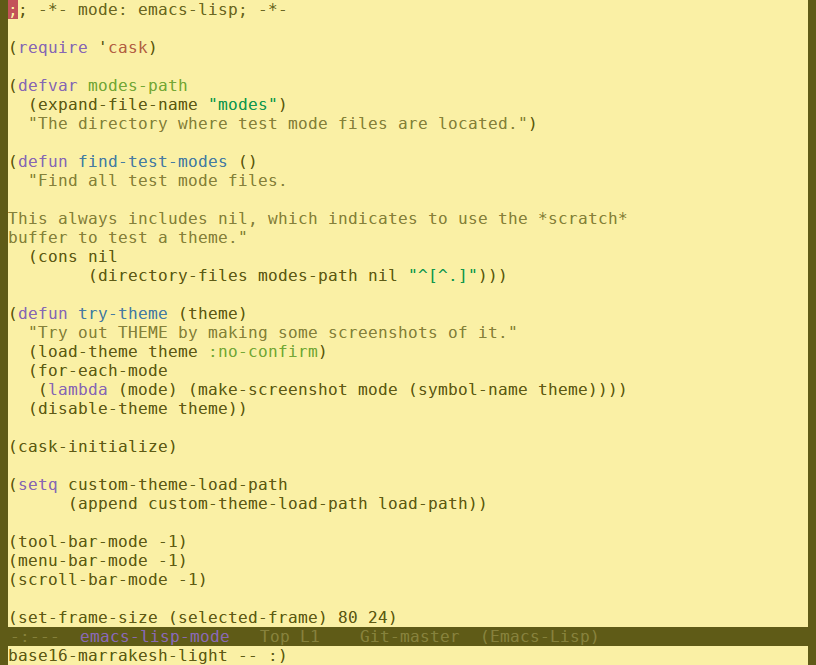 ;; -*- mode: emacs-lisp; -*-

(require 'cask)

(defvar modes-path
  (expand-file-name "modes")
  "The directory where test mode files are located.")

(defun find-test-modes ()
  "Find all test mode files.

This always includes nil, which indicates to use the *scratch*
buffer to test a theme."
  (cons nil
        (directory-files modes-path nil "^[^.]")))

(defun try-theme (theme)
  "Try out THEME by making some screenshots of it."
  (load-theme theme :no-confirm)
  (for-each-mode
   (lambda (mode) (make-screenshot mode (symbol-name theme))))
  (disable-theme theme))

(cask-initialize)

(setq custom-theme-load-path
      (append custom-theme-load-path load-path))

(tool-bar-mode -1)
(menu-bar-mode -1)
(scroll-bar-mode -1)

(set-frame-size (selected-frame) 80 24)
-:---  emacs-lisp-mode   Top L1    Git-master  (Emacs-Lisp)
base16-marrakesh-light -- :)